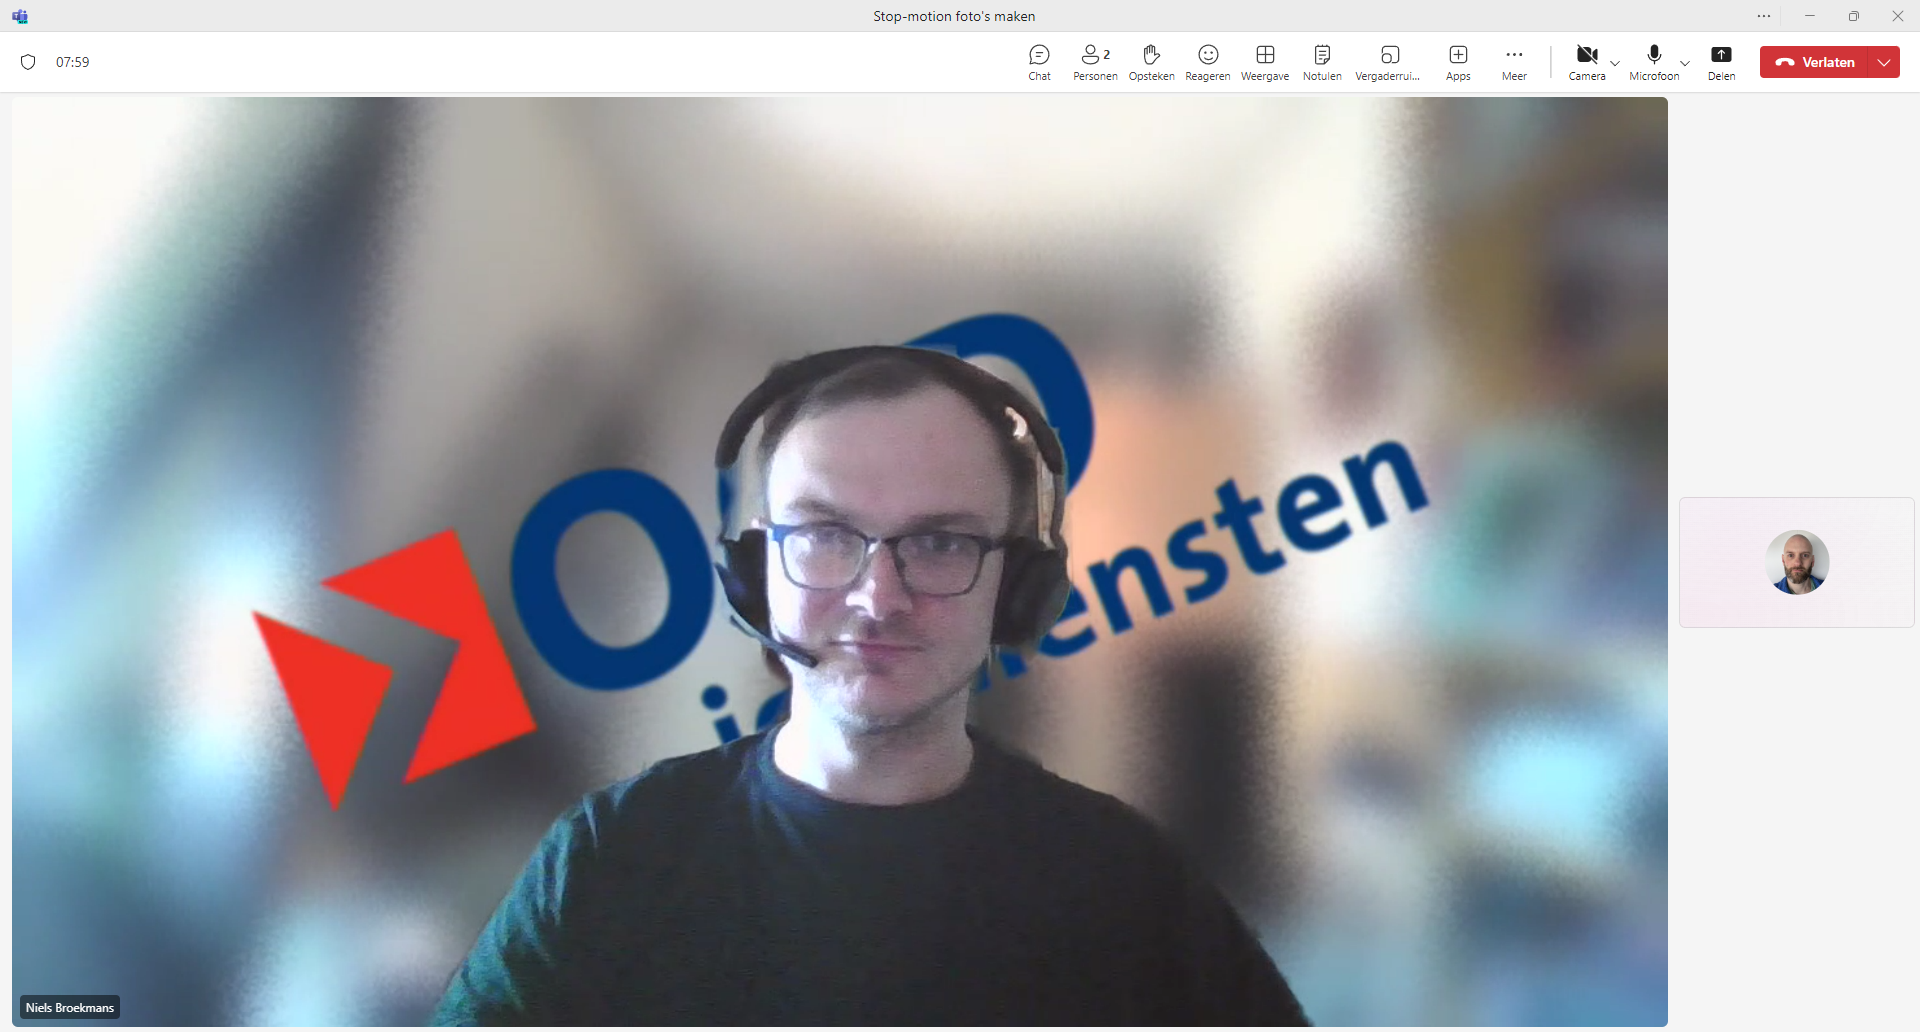 Stop-motion foto's maken
07:59
Chat
Personen 2
Opsteken
Reageren
Weergave
Notulen
Vergaderrui...
Apps
Meer
Camera
Microfoon
Delen
Verlaten
Niels Broekmans